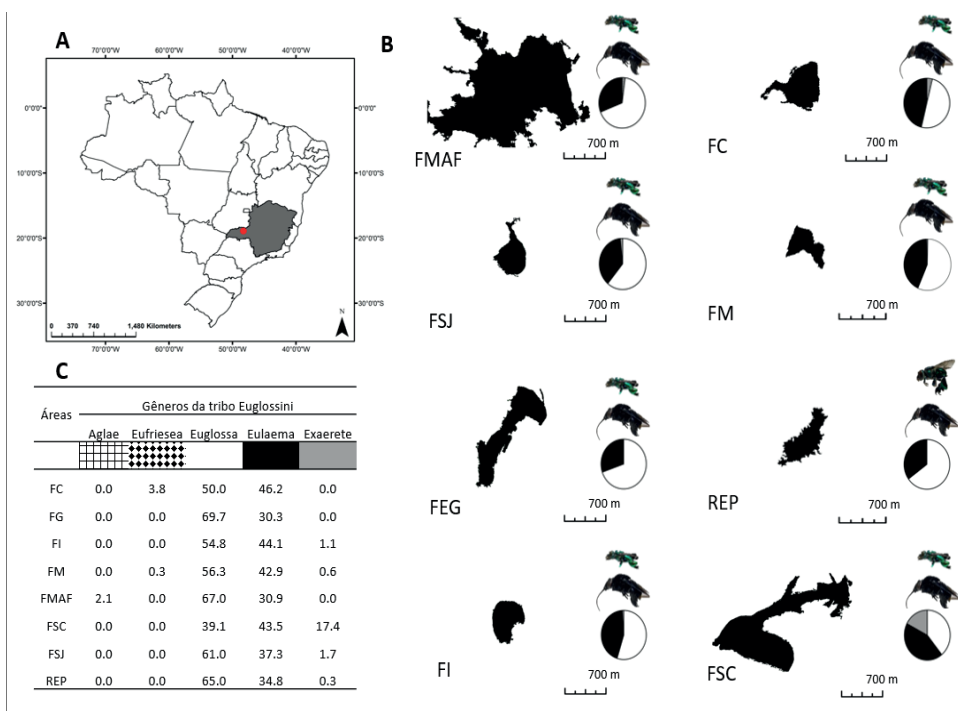 A
70°0'0"W 60°0'0"W 50°0'0"W 40°0'0"W
0°0'0" 0°0'0"
10°0'0"S 10°0'0"S
20°0'0"S 20°0'0"S
30°0'0"S 30°0'0"S
0 370 740 1,480 Kilometers
N
70°0'0"W 60°0'0"W 50°0'0"W 40°0'0"W
B
FMAF
700 m
FC
700 m
FSJ
700 m
FM
700 m
FEG
700 m
REP
700 m
FI
700 m
FSC
700 m
C
Áreas Gêneros da tribo Euglossini
Aglae Eufriesea Euglossa Eulaema Exaerete
FC 0.0 3.8 50.0 46.2 0.0
FG 0.0 0.0 69.7 30.3 0.0
FI 0.0 0.0 54.8 44.1 1.1
FM 0.0 0.3 56.3 42.9 0.6
FMAF 2.1 0.0 67.0 30.9 0.0
FSC 0.0 0.0 39.1 43.5 17.4
FSJ 0.0 0.0 61.0 37.3 1.7
REP 0.0 0.0 65.0 34.8 0.3